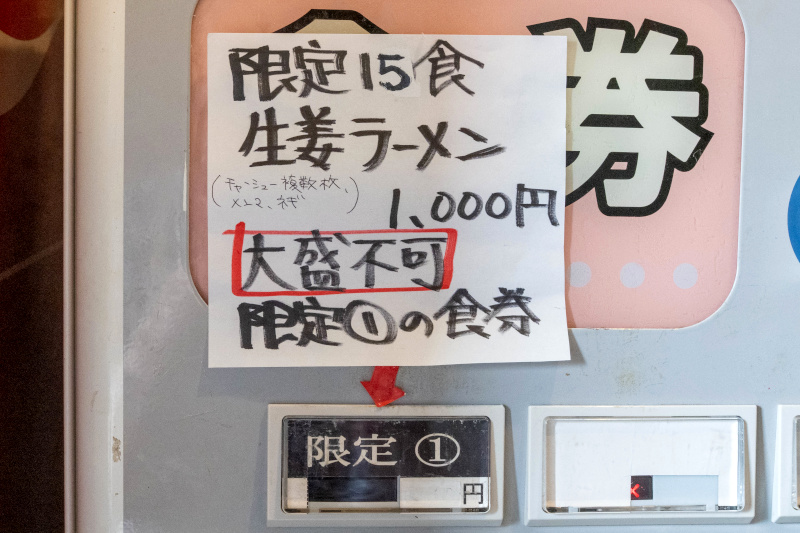 限定15食
生姜ラーメン
(チャーシュー複数枚、
メンマ、ネギ)
1,000円
大盛不可
限定①の食券
券
限定 ①
円
×